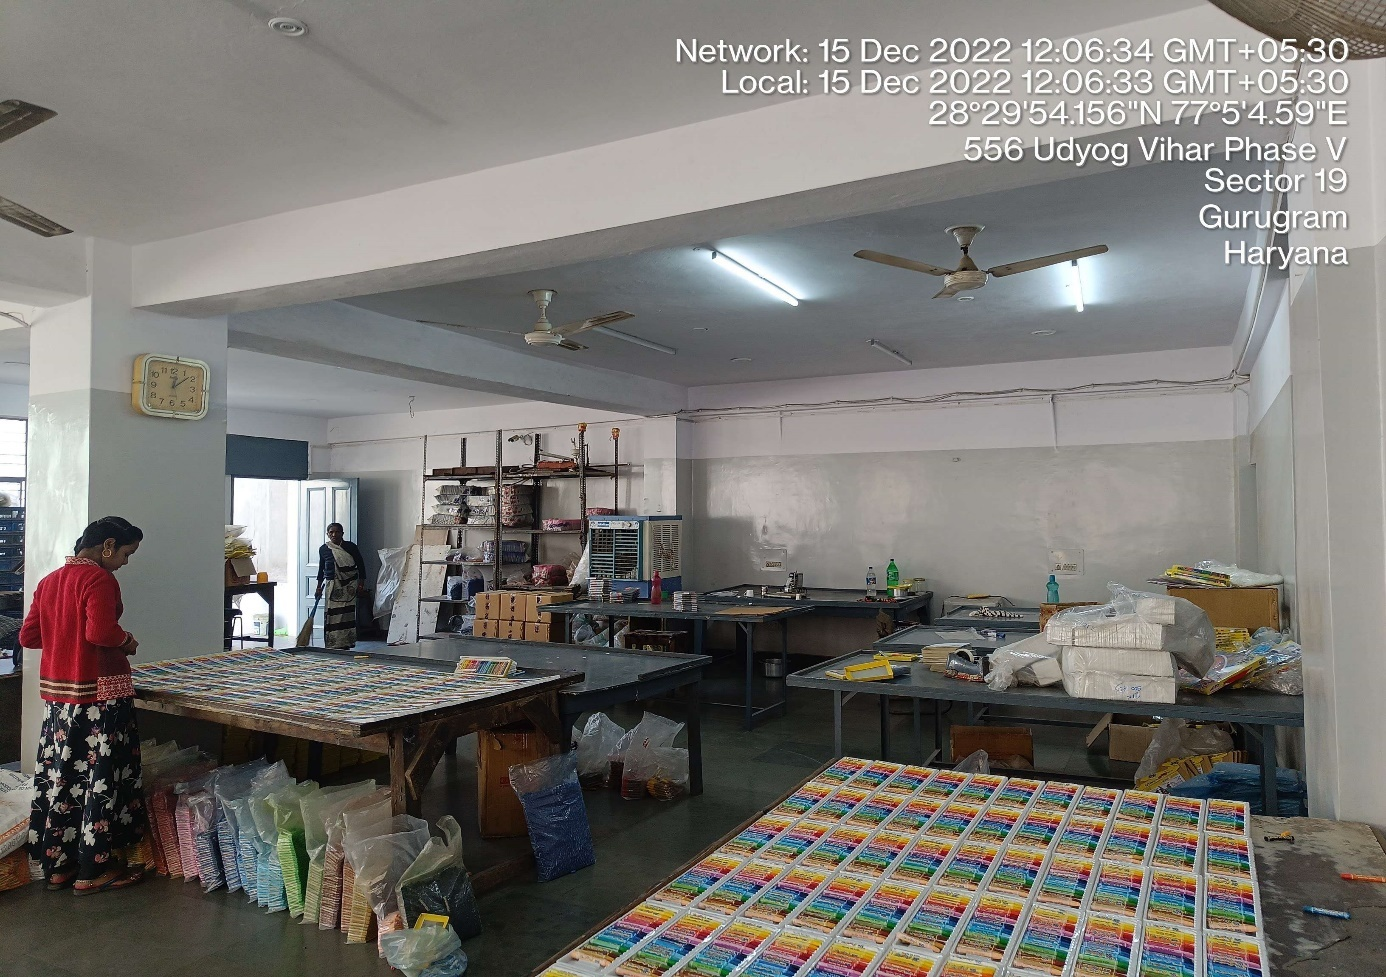 Network: 15 Dec 2022 12:06:34 GMT+05:30
Local: 15 Dec 2022 12:06:33 GMT+05:30
28°29'54.156"N 77°5'4.59"E
556 Udyog Vihar Phase V
Sector 19
Gurugram
Haryana